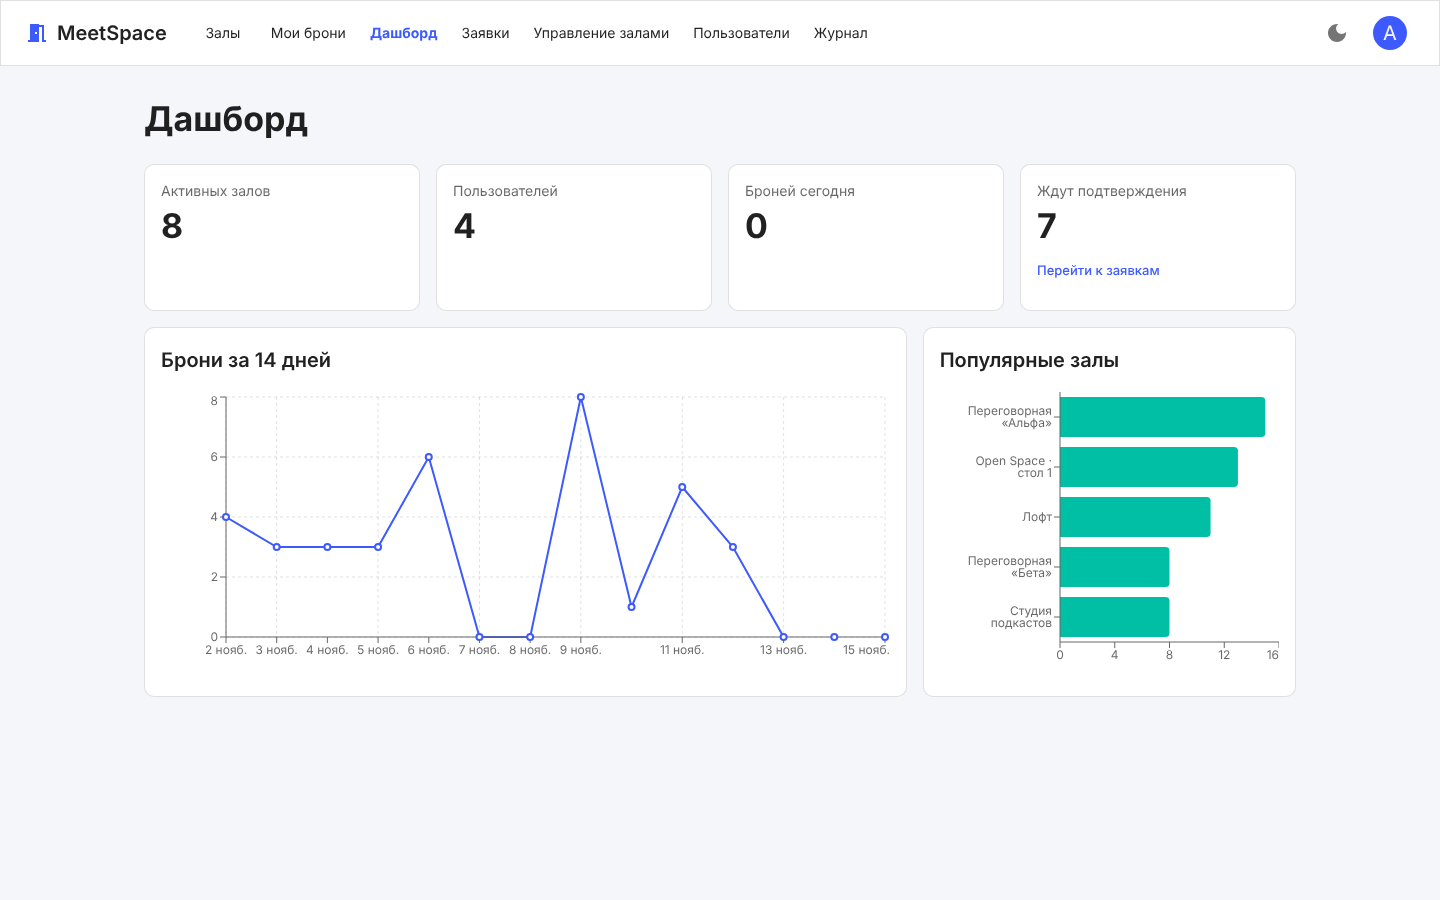 MeetSpace
Залы
Мои брони
Дашборд
Заявки
Управление залами
Пользователи
Журнал
A
Дашборд
Активных залов
8
Пользователей
4
Броней сегодня
0
Ждут подтверждения
7
Перейти к заявкам
Брони за 14 дней
8
6
4
2
0
2 нояб.
3 нояб.
4 нояб.
5 нояб.
6 нояб.
7 нояб.
8 нояб.
9 нояб.
11 нояб.
13 нояб.
15 нояб.
Популярные залы
Переговорная
«Альфа»
Open Space ·
стол 1
Лофт
Переговорная
«Бета»
Студия
подкастов
0
4
8
12
16